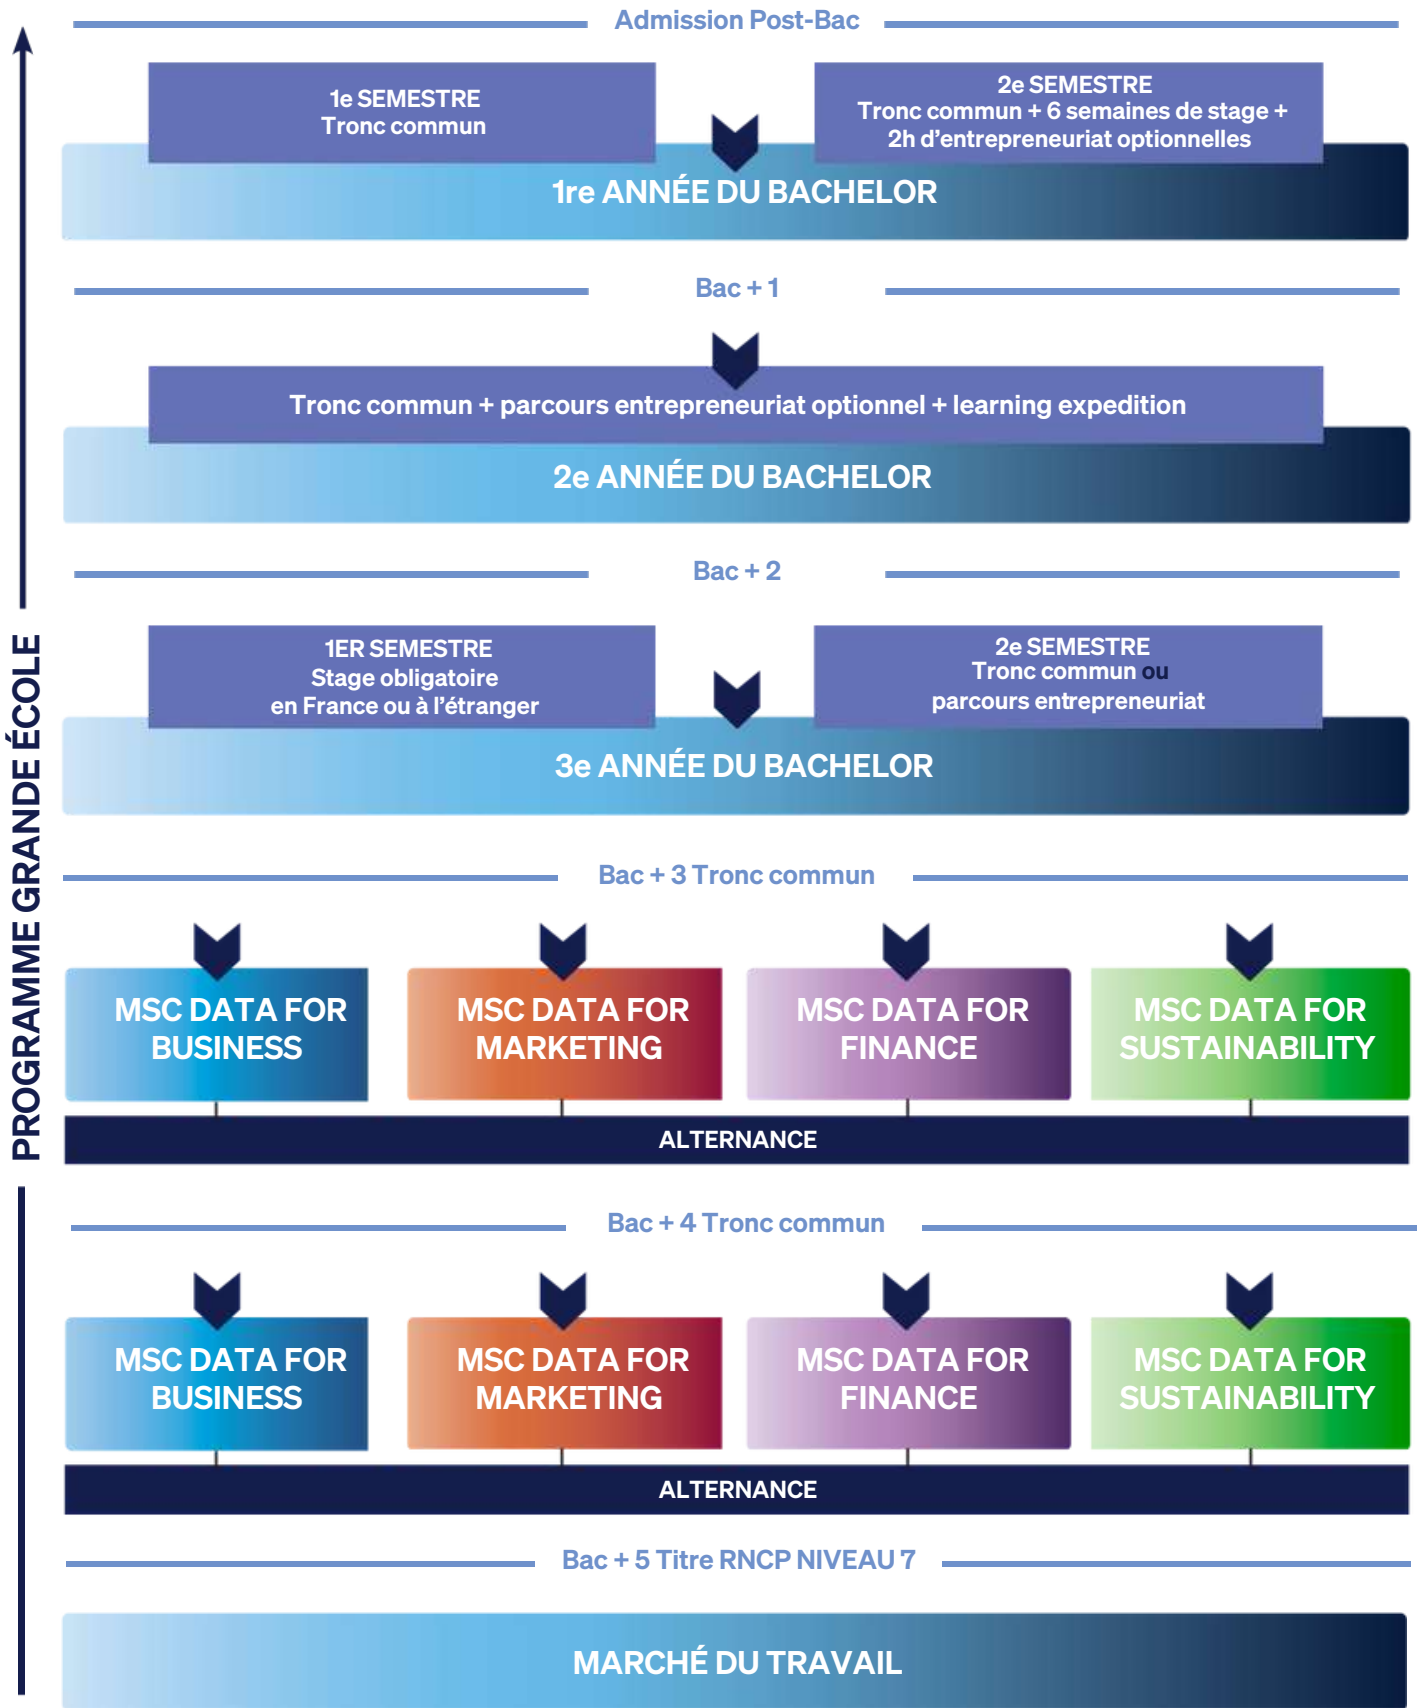 Admission Post-Bac
1e SEMESTRE
Tronc commun
2e SEMESTRE
Tronc commun + 6 semaines de stage +
2h d'entrepreneuriat optionnelles
1re ANNÉE DU BACHELOR
Bac + 1
Tronc commun + parcours entrepreneuriat optionnel + learning expedition
2e ANNÉE DU BACHELOR
Bac + 2
1ER SEMESTRE
Stage obligatoire
en France ou à l'étranger
2e SEMESTRE
Tronc commun ou
parcours entrepreneuriat
3e ANNÉE DU BACHELOR
PROGRAMME GRANDE ÉCOLE
Bac + 3 Tronc commun
MSC DATA FOR
BUSINESS
MSC DATA FOR
MARKETING
MSC DATA FOR
FINANCE
MSC DATA FOR
SUSTAINABILITY
ALTERNANCE
Bac + 4 Tronc commun
MSC DATA FOR
BUSINESS
MSC DATA FOR
MARKETING
MSC DATA FOR
FINANCE
MSC DATA FOR
SUSTAINABILITY
ALTERNANCE
Bac + 5 Titre RNCP NIVEAU 7
MARCHÉ DU TRAVAIL